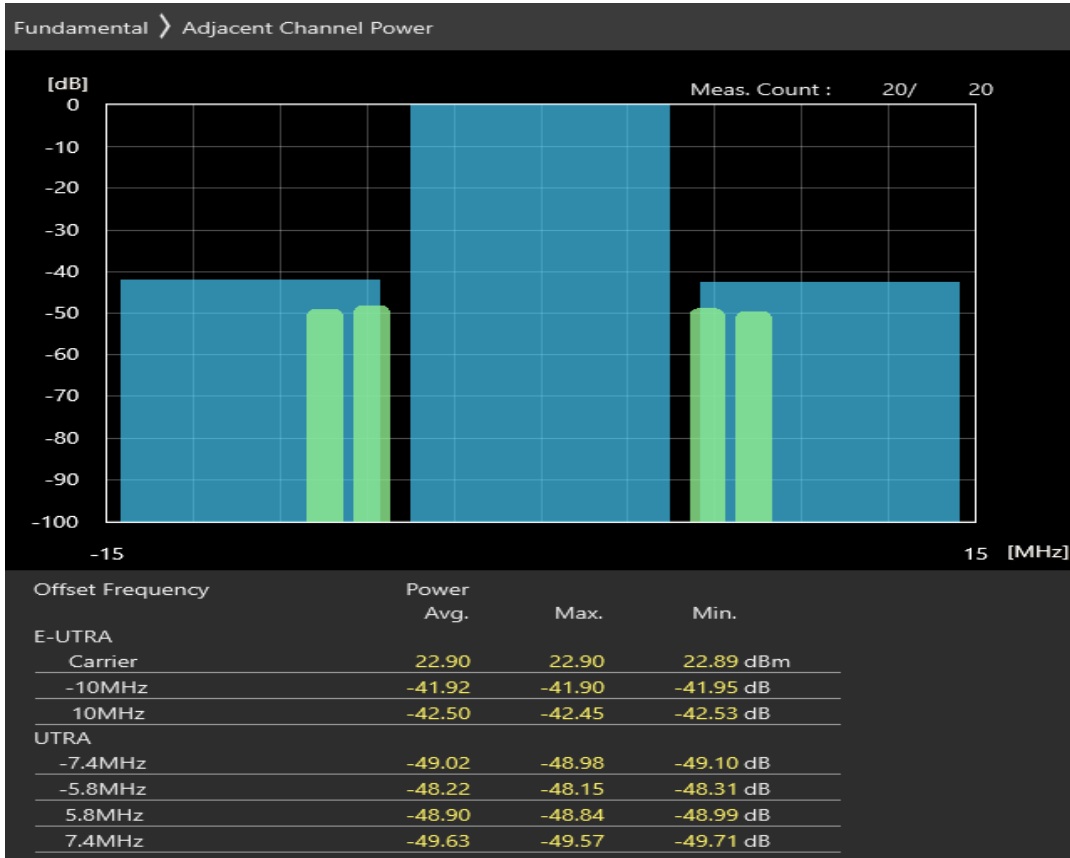 Fundamental 》 Adjacent Channel Power
[dB]
Meas. Count : 20/ 20
0
-10
-20
-30
-40
-50
-60
-70
-80
-90
-100
-15 15 [MHz]
Offset Frequency Power
Avg. Max. Min.
E-UTRA
Carrier 22.90 22.90 22.89 dBm
-10MHz -41.92 -41.90 -41.95 dB
10MHz -42.50 -42.45 -42.53 dB
UTRA
-7.4MHz -49.02 -48.98 -49.10 dB
-5.8MHz -48.22 -48.15 -48.31 dB
5.8MHz -48.90 -48.84 -48.99 dB
7.4MHz -49.63 -49.57 -49.71 dB